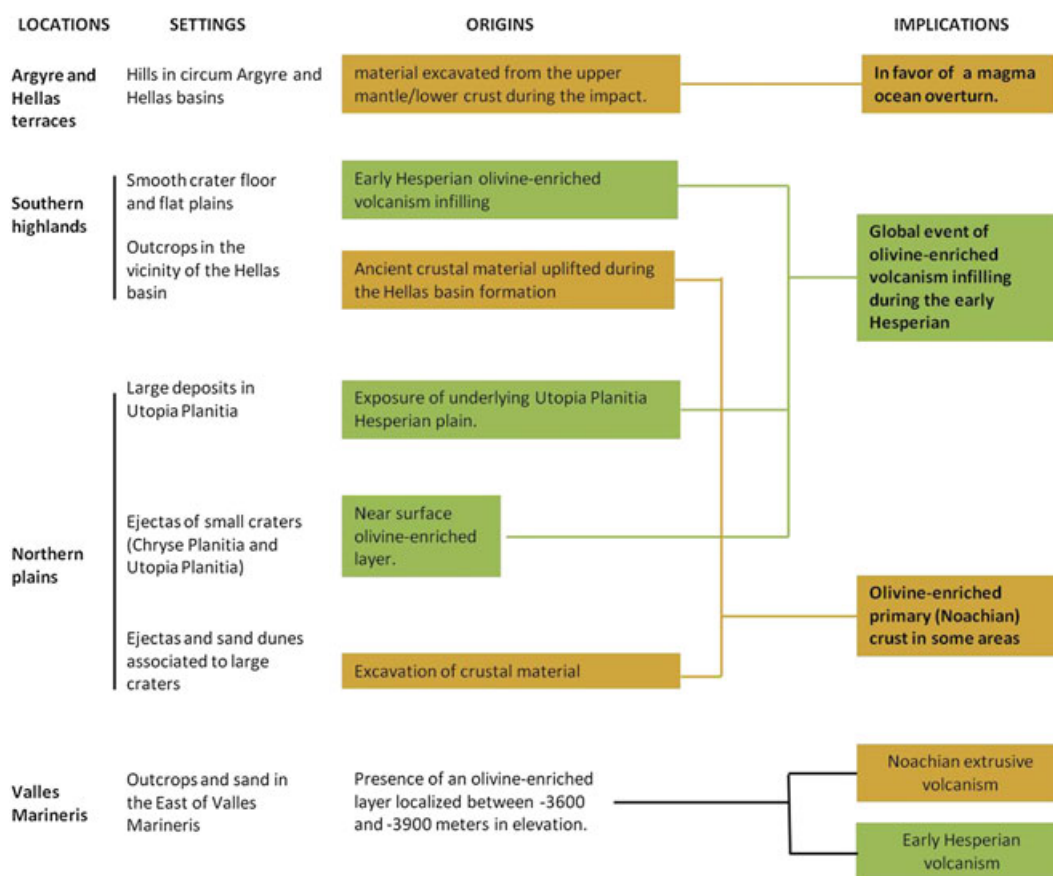 LOCATIONS SETTINGS ORIGINS IMPLICATIONS
Argyre and
Hellas
terraces
Hills in circum Argyre and
Hellas basins
material excavated from the upper
mantle/lower crust during the impact.
In favor of a magma
ocean overturn.
Southern
highlands
Smooth crater floor
and flat plains
Early Hesperian olivine-enriched
volcanism infilling
Outcrops in the
vicinity of the Hellas
basin
Ancient crustal material uplifted during
the Hellas basin formation
Global event of
olivine-enriched
volcanism infilling
during the early
Hesperian
Northern
plains
Large deposits in
Utopia Planitia
Exposure of underlying Utopia Planitia
Hesperian plain.
Ejectas of small craters
(Chryse Planitia and
Utopia Planitia)
Near surface
olivine-enriched
layer.
Ejectas and sand dunes
associated to large
craters
Excavation of crustal material
Olivine-enriched
primary (Noachian)
crust in some areas
Valles
Marineris
Outcrops and sand in
the East of Valles
Marineris
Presence of an olivine-enriched
layer localized between -3600
and -3900 meters in elevation.
Noachian extrusive
volcanism
Early Hesperian
volcanism